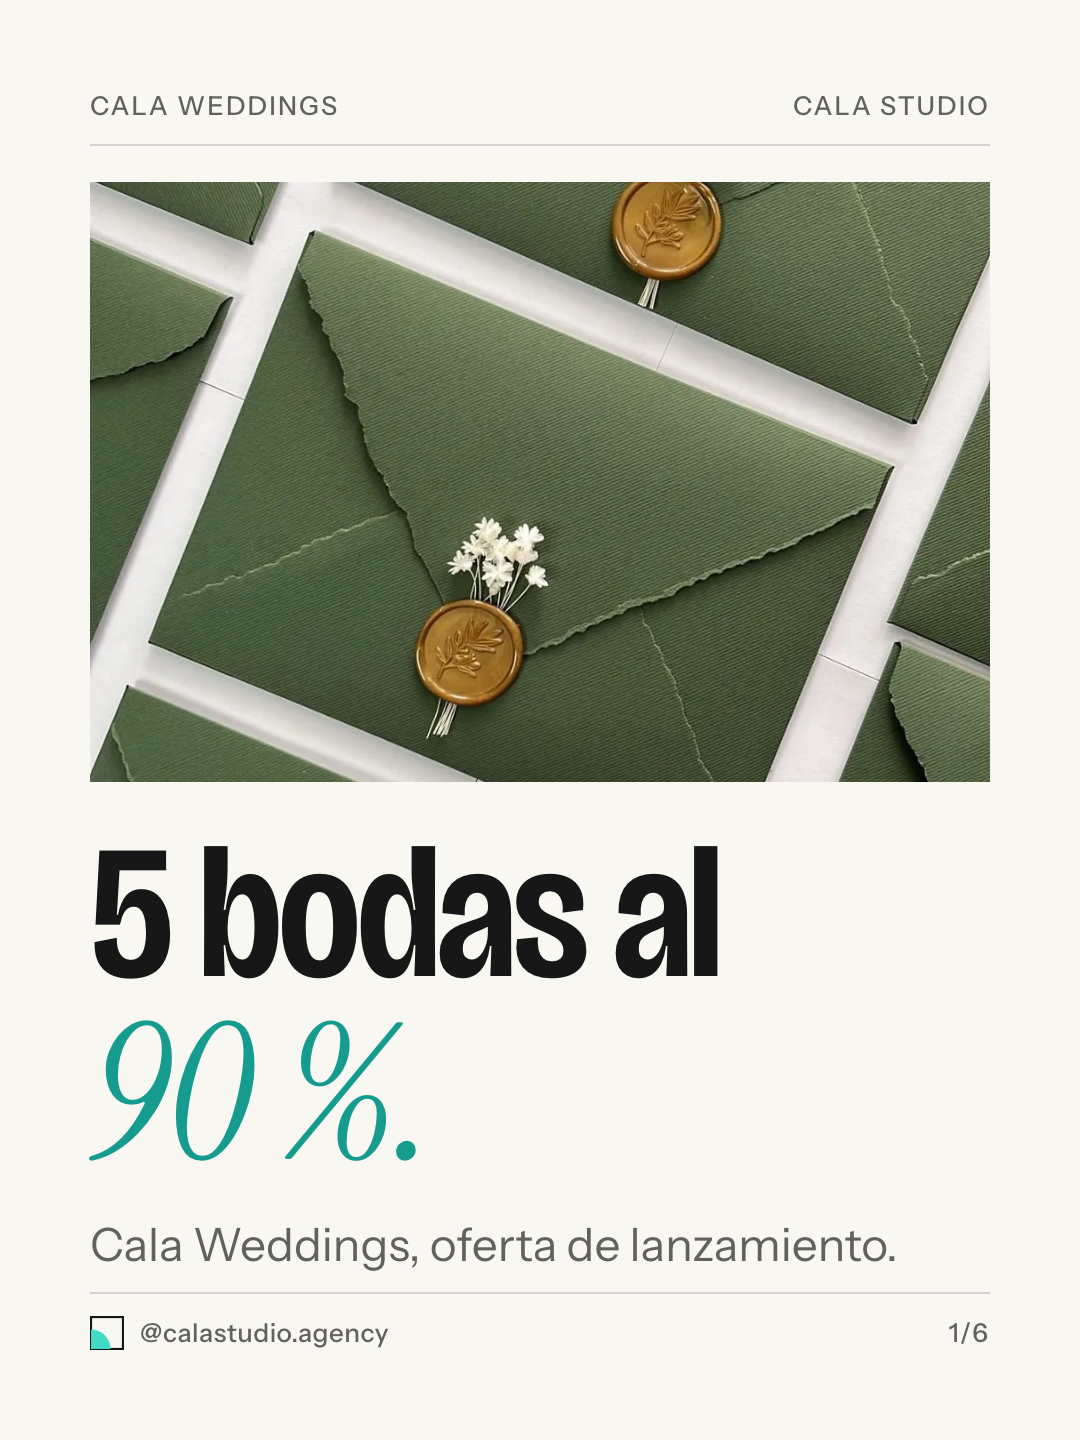 CALA WEDDINGS
CALA STUDIO
5 bodas al
90 %.
Cala Weddings, oferta de lanzamiento.
@calastudio.agency
1/6